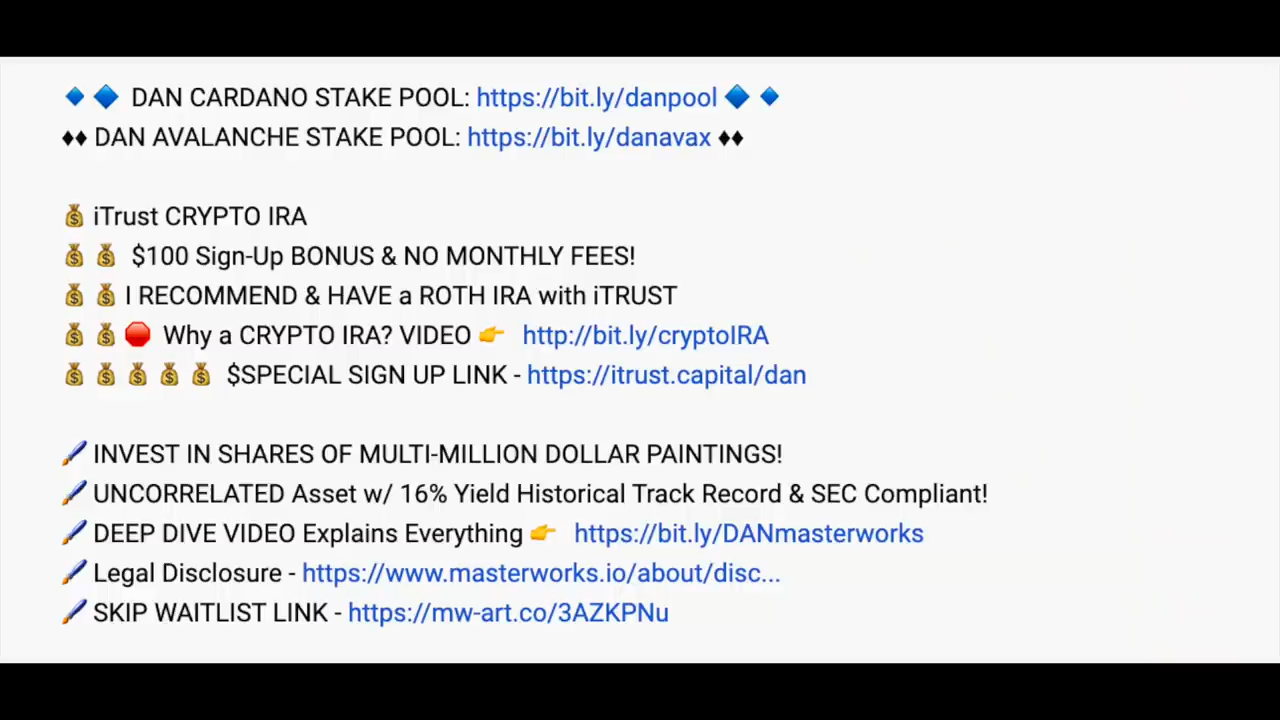 🔹🔷 DAN CARDANO STAKE POOL: https://bit.ly/danpool 🔷🔹
♦♦ DAN AVALANCHE STAKE POOL: https://bit.ly/danavax ♦♦
💰 iTrust CRYPTO IRA
💰💰 $100 Sign-Up BONUS & NO MONTHLY FEES!
💰💰 I RECOMMEND & HAVE a ROTH IRA with iTRUST
💰💰🛑 Why a CRYPTO IRA? VIDEO 👉 http://bit.ly/cryptoIRA
💰💰💰💰💰 $SPECIAL SIGN UP LINK - https://itrust.capital/dan
🖌 INVEST IN SHARES OF MULTI-MILLION DOLLAR PAINTINGS!
🖌 UNCORRELATED Asset w/ 16% Yield Historical Track Record & SEC Compliant!
🖌 DEEP DIVE VIDEO Explains Everything 👉 https://bit.ly/DANmasterworks
🖌 Legal Disclosure - https://www.masterworks.io/about/disc...
🖌 SKIP WAITLIST LINK - https://mw-art.co/3AZKPNu